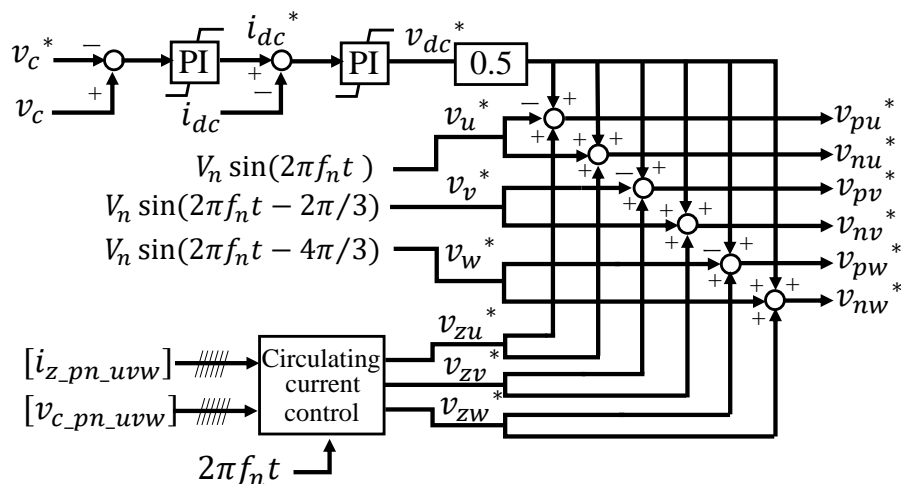 v_c^* − + PI i_dc^* + − PI v_dc^* 0.5
v_c i_dc
V_n sin(2πf_n t ) v_u^* − + + v_pu^*
+ + + v_nu^*
V_n sin(2πf_n t − 2π/3) v_v^* − + + v_pv^*
+ + + v_nv^*
V_n sin(2πf_n t − 4π/3) v_w^* − + + v_pw^*
+ + + v_nw^*
[i_z_pn_uvw] Circulating v_zu^*
current v_zv^*
[v_c_pn_uvw] control v_zw^*
2πf_n t